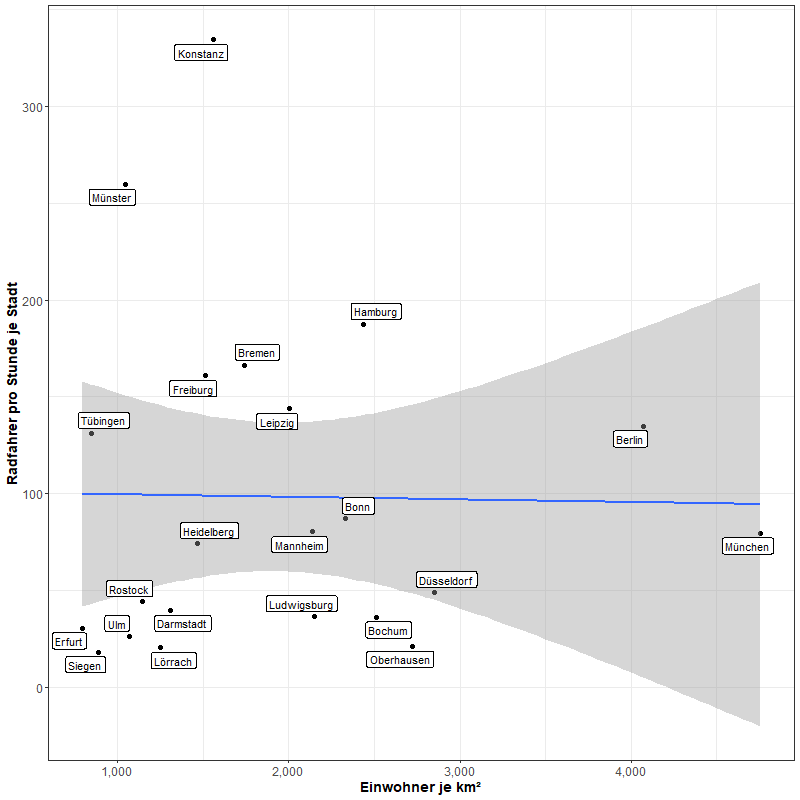 Konstanz
300
Münster
Hamburg
200
Bremen
Freiburg
Leipzig
Tübingen
Berlin
100
Bonn
Heidelberg
Mannheim
München
Düsseldorf
Rostock
Ludwigsburg
Ulm
Darmstadt
Bochum
Erfurt
Siegen
Lörrach
Oberhausen
0
1,000
2,000
3,000
4,000
Einwohner je km²
Radfahrer pro Stunde je Stadt